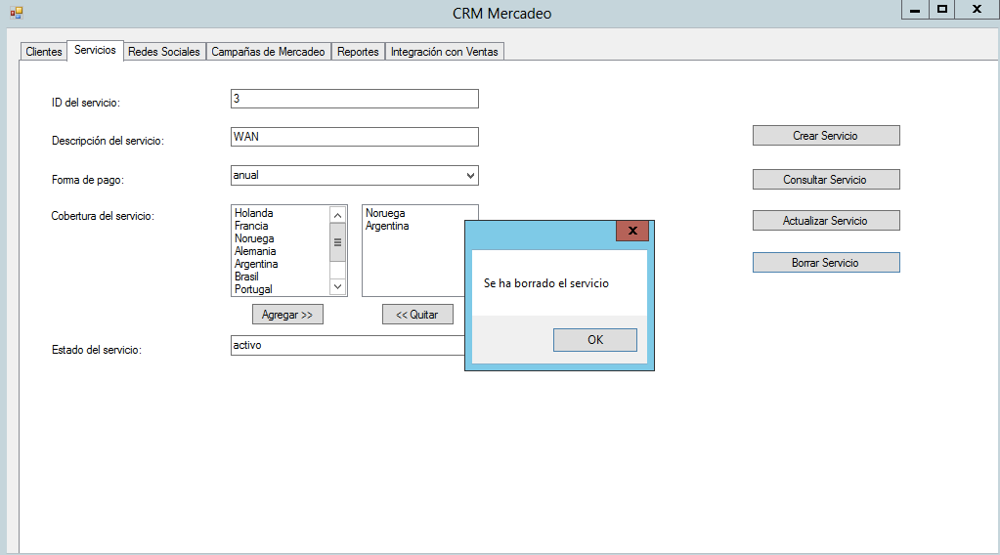 CRM Mercadeo
Clientes Servicios Redes Sociales Campañas de Mercadeo Reportes Integración con Ventas
ID del servicio: 3
Descripción del servicio: WAN
Forma de pago: anual
Cobertura del servicio:
Holanda
Francia
Noruega
Alemania
Argentina
Brasil
Portugal
Noruega
Argentina
Agregar >> << Quitar
Estado del servicio: activo
Crear Servicio
Consultar Servicio
Actualizar Servicio
Borrar Servicio
Se ha borrado el servicio
OK